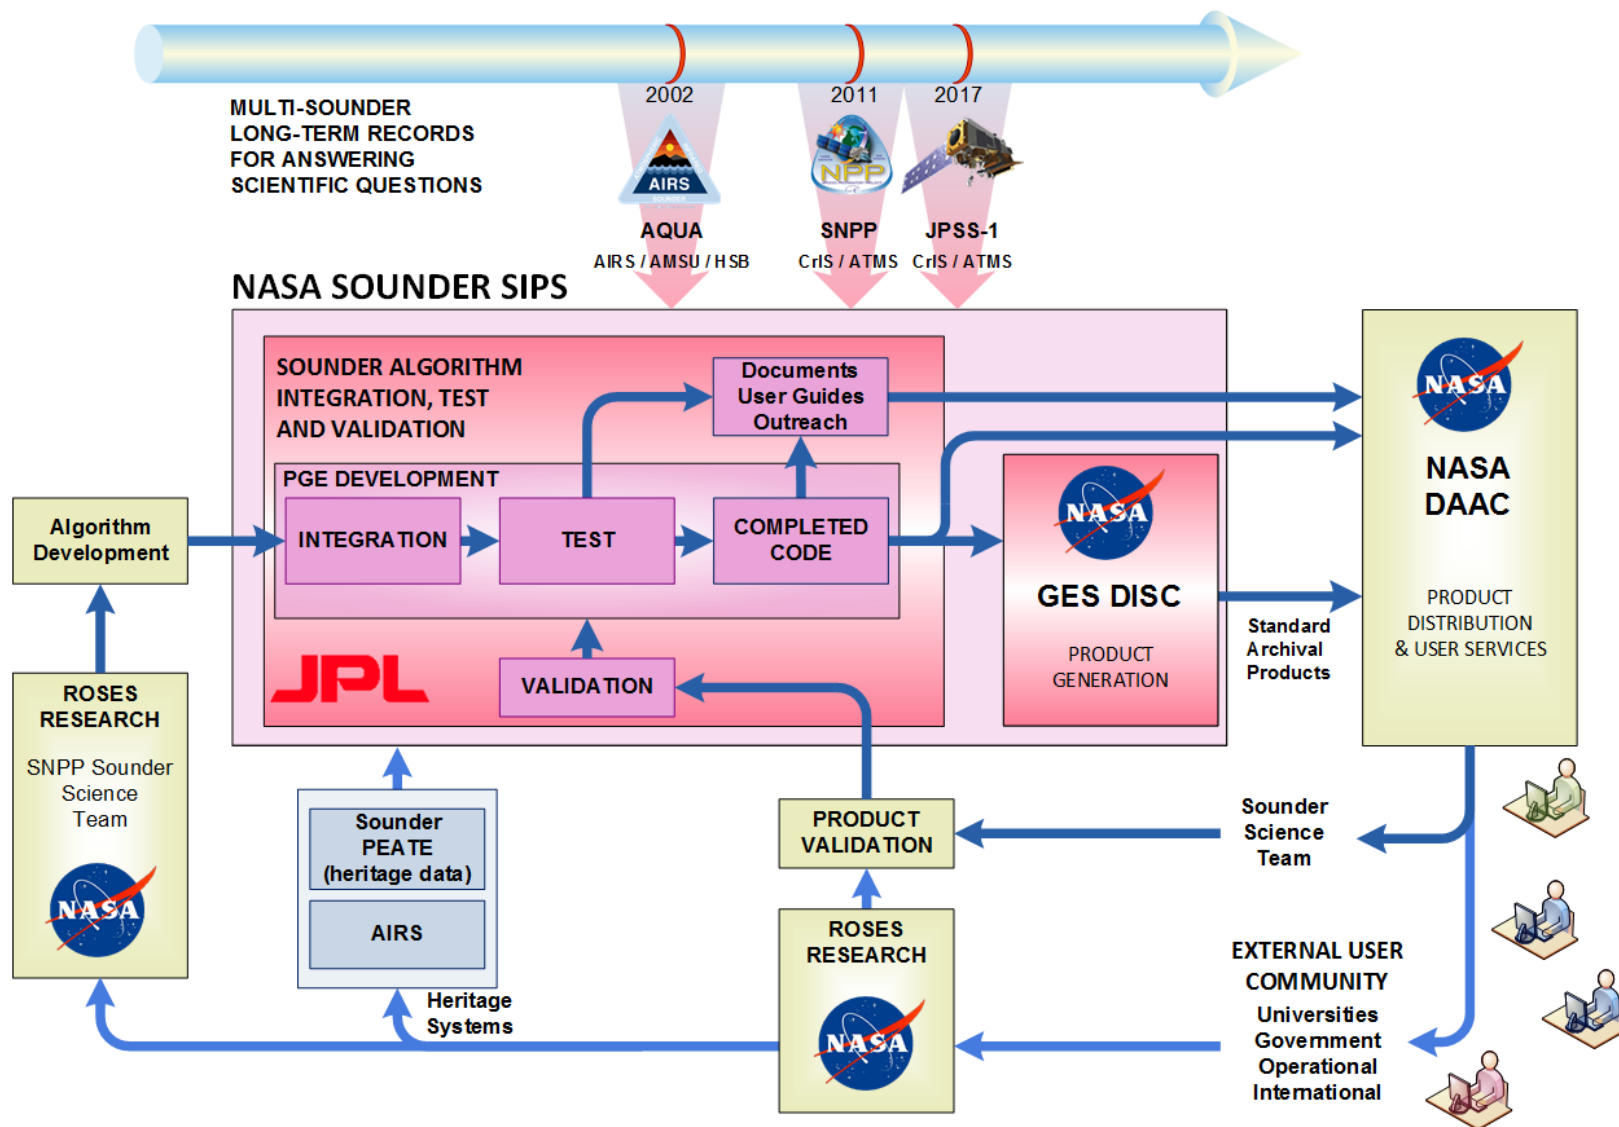 2002
2011
2017
MULTI-SOUNDER
LONG-TERM RECORDS
FOR ANSWERING
SCIENTIFIC QUESTIONS
AIRS
SOUNDER
NPP
AQUA
AIRS / AMSU / HSB
SNPP
CrIS / ATMS
JPSS-1
CrIS / ATMS
NASA SOUNDER SIPS
SOUNDER ALGORITHM
INTEGRATION, TEST
AND VALIDATION
Documents
User Guides
Outreach
PGE DEVELOPMENT
INTEGRATION
TEST
COMPLETED
CODE
VALIDATION
JPL
NASA
GES DISC
PRODUCT
GENERATION
NASA
NASA
DAAC
PRODUCT
DISTRIBUTION
& USER SERVICES
Standard
Archival
Products
Algorithm
Development
ROSES
RESEARCH
SNPP Sounder
Science
Team
NASA
Sounder
PEATE
(heritage data)
AIRS
Heritage
Systems
PRODUCT
VALIDATION
ROSES
RESEARCH
NASA
Sounder
Science
Team
EXTERNAL USER
COMMUNITY
Universities
Government
Operational
International